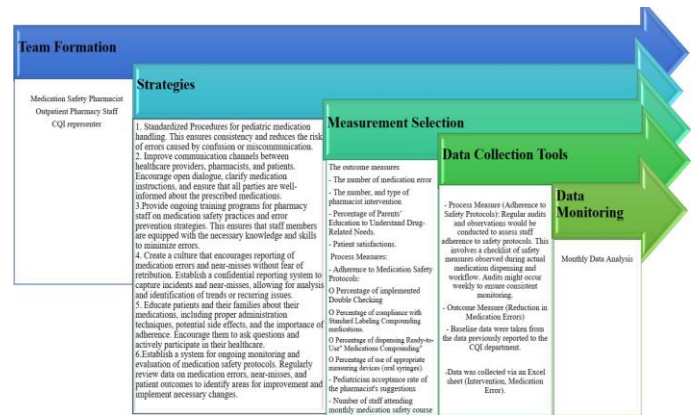 Team Formation
Medication Safety Pharmacist
Outpatient Pharmacy Staff
CQI representer
Strategies
1. Standardized Procedures for pediatric medication
handling. This ensures consistency and reduces the risk
of errors caused by confusion or miscommunication.
2. Improve communication channels between
healthcare providers, pharmacists, and patients.
Encourage open dialogue, clarify medication
instructions, and ensure that all parties are well-
informed about the prescribed medications.
3.Provide ongoing training programs for pharmacy
staff on medication safety practices and error
prevention strategies. This ensures that staff members
are equipped with the necessary knowledge and skills
to minimize errors.
4. Create a culture that encourages reporting of
medication errors and near-misses without fear of
retribution. Establish a confidential reporting system to
capture incidents and near-misses, allowing for analysis
and identification of trends or recurring issues.
5. Educate patients and their families about their
medications, including proper administration
techniques, potential side effects, and the importance of
adherence. Encourage them to ask questions and
actively participate in their healthcare.
6.Establish a system for ongoing monitoring and
evaluation of medication safety protocols. Regularly
review data on medication errors, near-misses, and
patient outcomes to identify areas for improvement and
implement necessary changes.
Measurement Selection
The outcome measures
- The number of medication error
- The number, and type of
pharmacist intervention
- Percentage of Parents'
Education to Understand Drug-
Related Needs.
- Patient satisfactions.
Process Measures:
- Adherence to Medication Safety
Protocols:
O Percentage of implemented
Double Checking
O Percentage of compliance with
Standard Labeling Compounding
medications.
O Percentage of dispensing Ready-to-
Use" Medications Compounding"
O Percentage of use of appropriate
measuring devices (oral syringes).
- Pediatrician acceptance rate of
the pharmacist's suggestions
- Number of staff attending
monthly medication safety course
Data Collection Tools
- Process Measure (Adherence to
Safety Protocols): Regular audits
and observations would be
conducted to assess staff
adherence to safety protocols. This
involves a checklist of safety
measures observed during actual
medication dispensing and
workflow. Audits might occur
weekly to ensure consistent
monitoring.
- Outcome Measure (Reduction in
Medication Errors)
- Baseline data were taken from
the data previously reported to the
CQI department.
-Data was collected via an Excel
sheet (Intervention, Medication
Error).
Data
Monitoring
Monthly Data Analysis